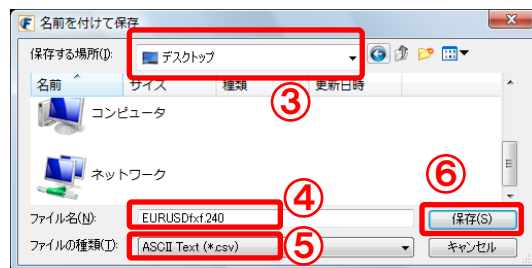 名前を付けて保存
保存する場所(I): デスクトップ
③
名前 サイズ 種類 更新日時
コンピュータ
ネットワーク
④ ⑥
ファイル名(N): EURUSDfxf.240 保存(S)
ファイルの種類(T): ASCII Text (*.csv) ⑤ キャンセル